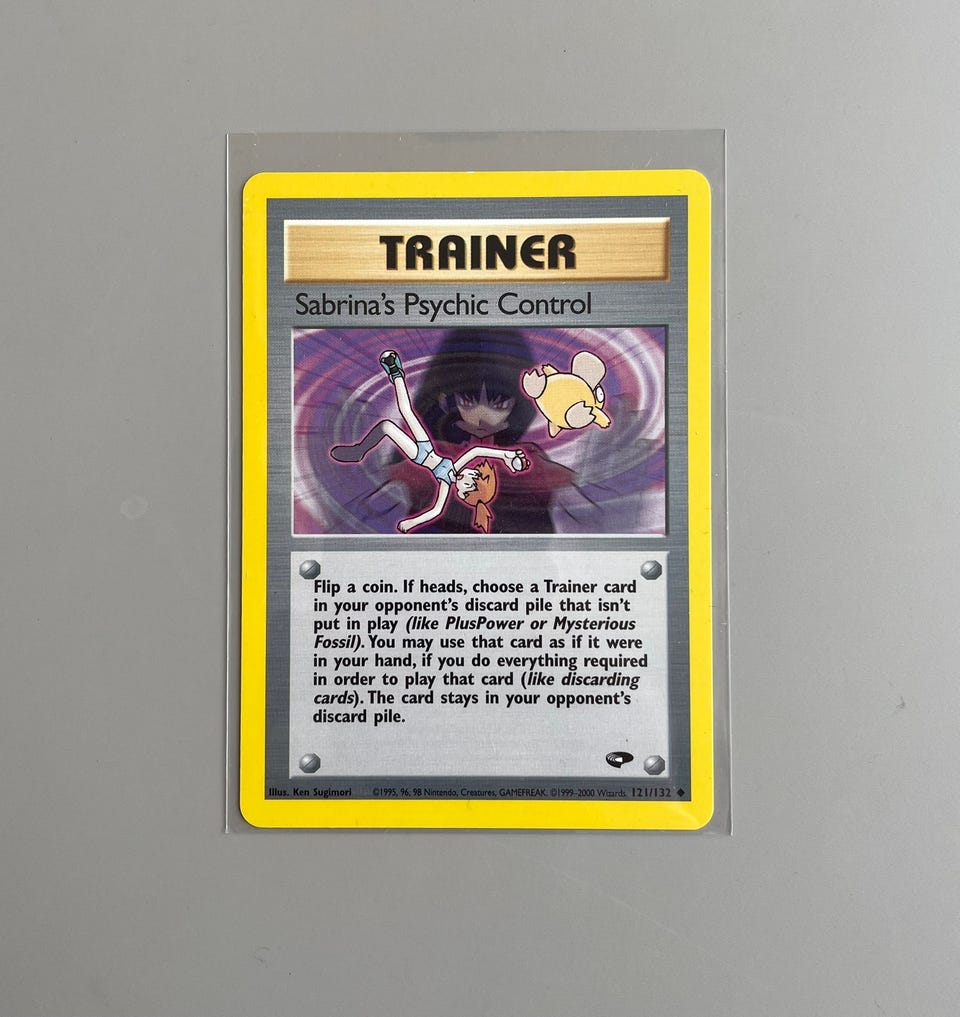 TRAINER
Sabrina's Psychic Control
Flip a coin. If heads, choose a Trainer card
in your opponent's discard pile that isn't
put in play (like PlusPower or Mysterious
Fossil). You may use that card as if it were
in your hand, if you do everything required
in order to play that card (like discarding
cards). The card stays in your opponent's
discard pile.
Illus. Ken Sugimori ©1995, 96, 98 Nintendo, Creatures, GAMEFREAK. ©1999-2000 Wizards. 121/132